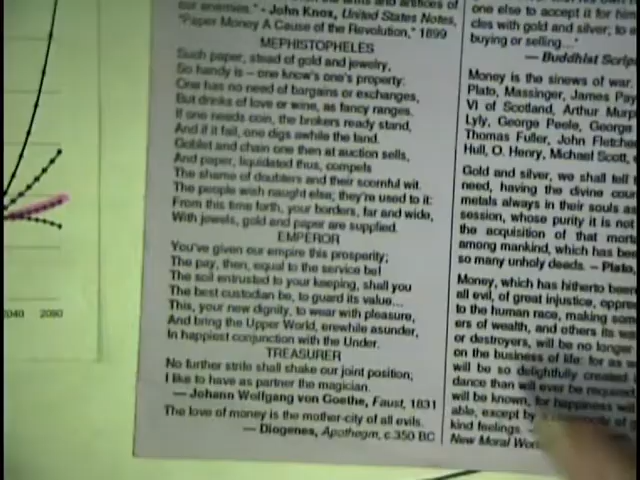 our enemies." - John Knox, United States Notes,
"Paper Money A Cause of the Revolution," 1899
MEPHISTOPHELES
Such paper, stead of gold and jewelry,
So handy is – one know's one's property:
One has no need of bargains or exchanges,
But drinks of love or wine, as fancy ranges.
If one needs coin, the brokers ready stand,
And if it fail, one digs awhile the land.
Goblet and chain one then at auction sells,
And paper, liquidated thus, compels
The shame of doubters and their scornful wit.
The people wish naught else; they're used to it:
From this time forth, your borders, far and wide,
With jewels, gold and paper are supplied.
EMPEROR
You've given our empire this prosperity;
The pay, then, equal to the service be!
The soil entrusted to your keeping, shall you
The best custodian be, to guard its value...
This, your new dignity, to wear with pleasure,
And bring the Upper World, erewhile asunder,
In happiest conjunction with the Under.
TREASURER
No further strife shall shake our joint position;
I like to have as partner the magician.
— Johann Wolfgang von Goethe, Faust, 1831
The love of money is the mother-city of all evils.
— Diogenes, Apothegm, c.350 BC
one else to accept it for him
cles with gold and silver; to
buying or selling..."
— Buddhist Scrip
Money is the sinews of war.
Plato, Massinger, James Pay
VI of Scotland, Arthur Murp
Lyly, George Peele, George
Thomas Fuller, John Fletche
Hull, O. Henry, Michael Scott,
Gold and silver, we shall tell
need, having the divine cou
metals always in their souls a
session, whose purity it is not
the acquisition of that mort
among mankind, which has bee
so many unholy deeds. – Plato,
Money, which has hitherto been
all evil, of great injustice, oppres
to the human race, making som
ers of wealth, and others its wa
or destroyers, will be no longer
on the business of life: for as w
will be so delightfully created
dance than will ever be required
will be known, for happiness wil
able, except by
kind feelings. –
New Moral Wor
2040 2060